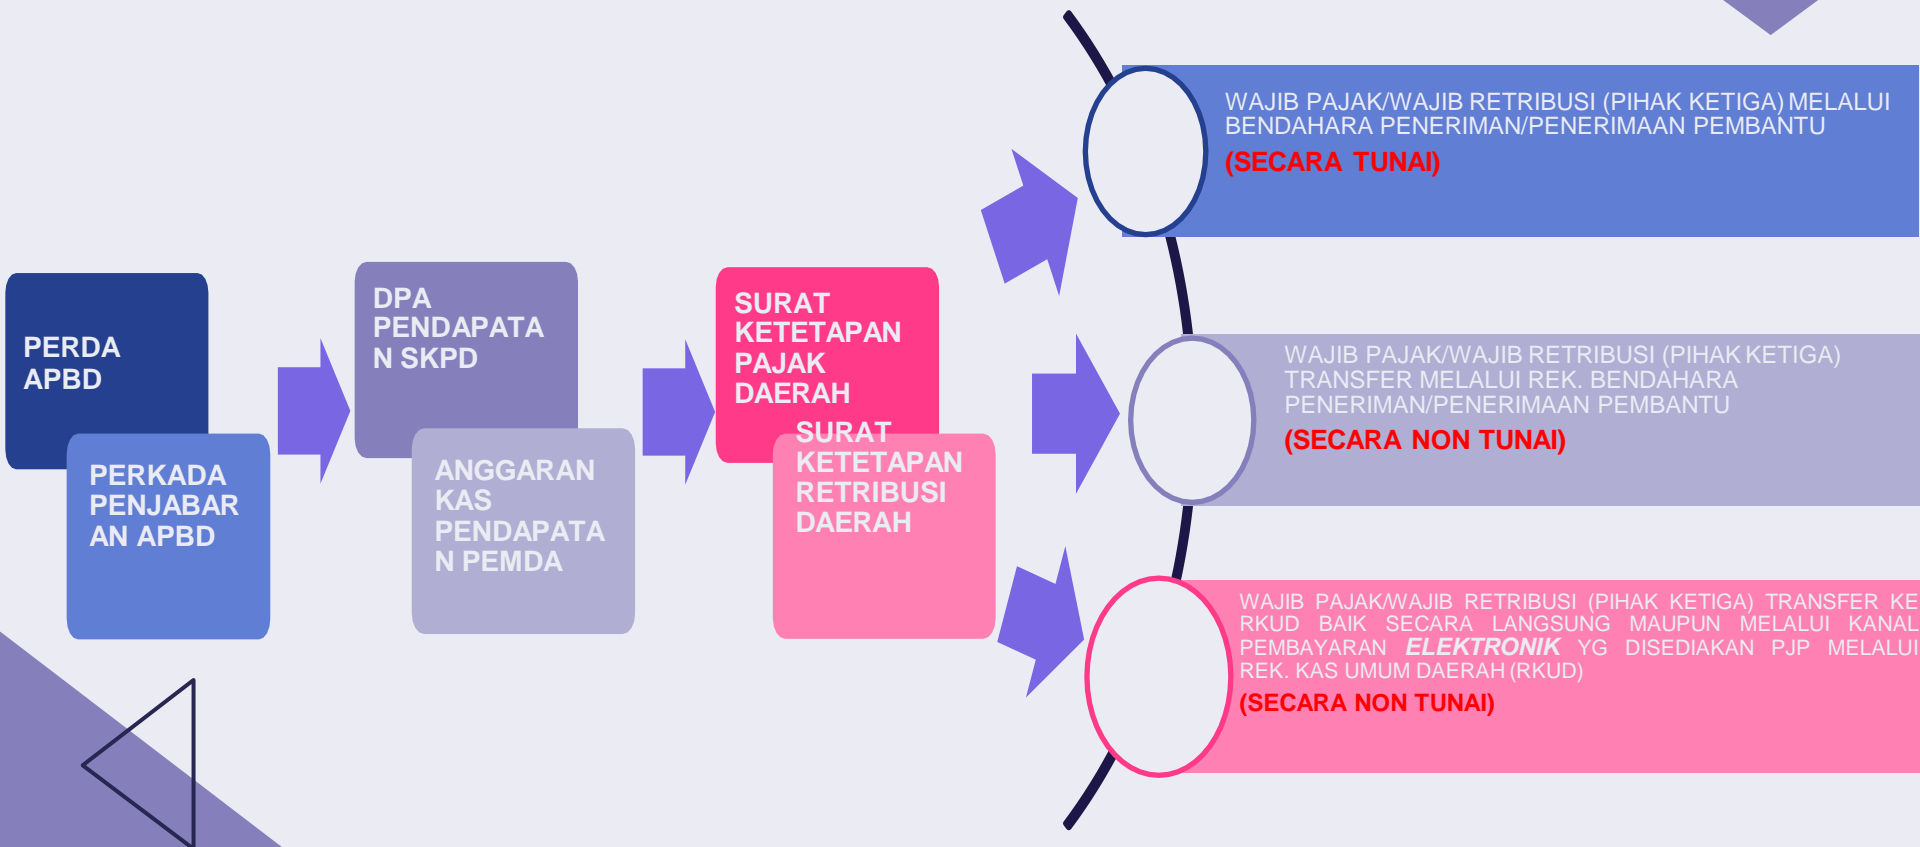 PERDA
APBD
PERKADA
PENJABAR
AN APBD
DPA
PENDAPATA
N SKPD
ANGGARAN
KAS
PENDAPATA
N PEMDA
SURAT
KETETAPAN
PAJAK
DAERAH
SURAT
KETETAPAN
RETRIBUSI
DAERAH
WAJIB PAJAK/WAJIB RETRIBUSI (PIHAK KETIGA) MELALUI
BENDAHARA PENERIMAN/PENERIMAAN PEMBANTU
(SECARA TUNAI)
WAJIB PAJAK/WAJIB RETRIBUSI (PIHAK KETIGA)
TRANSFER MELALUI REK. BENDAHARA
PENERIMAN/PENERIMAAN PEMBANTU
(SECARA NON TUNAI)
WAJIB PAJAK/WAJIB RETRIBUSI (PIHAK KETIGA) TRANSFER KE
RKUD BAIK SECARA LANGSUNG MAUPUN MELALUI KANAL
PEMBAYARAN ELEKTRONIK YG DISEDIAKAN PJP MELALUI
REK. KAS UMUM DAERAH (RKUD)
(SECARA NON TUNAI)